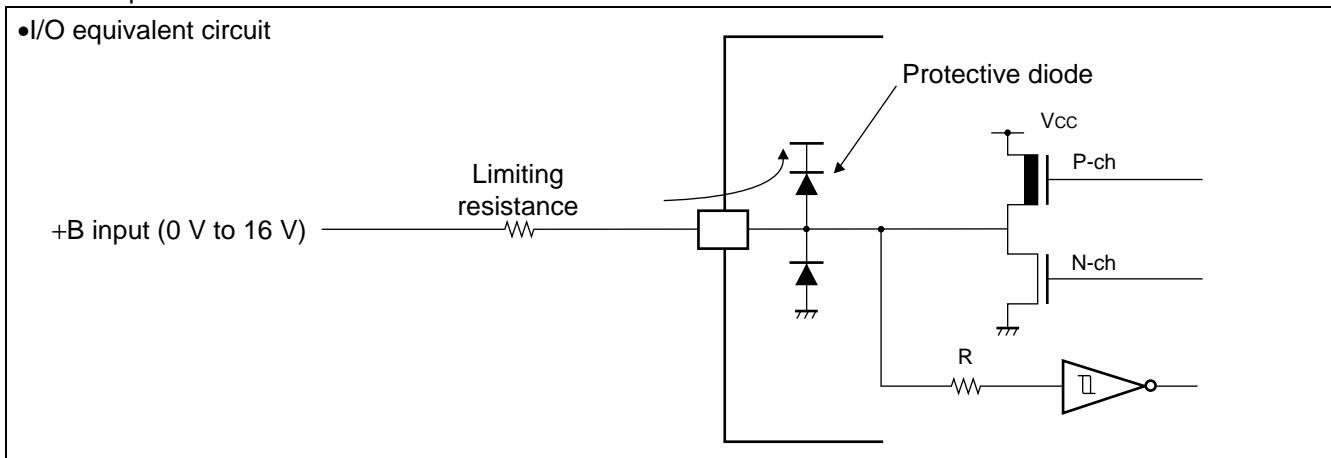 •I/O equivalent circuit
Protective diode
VCC
P-ch
Limiting
resistance
+B input (0 V to 16 V)
N-ch
R